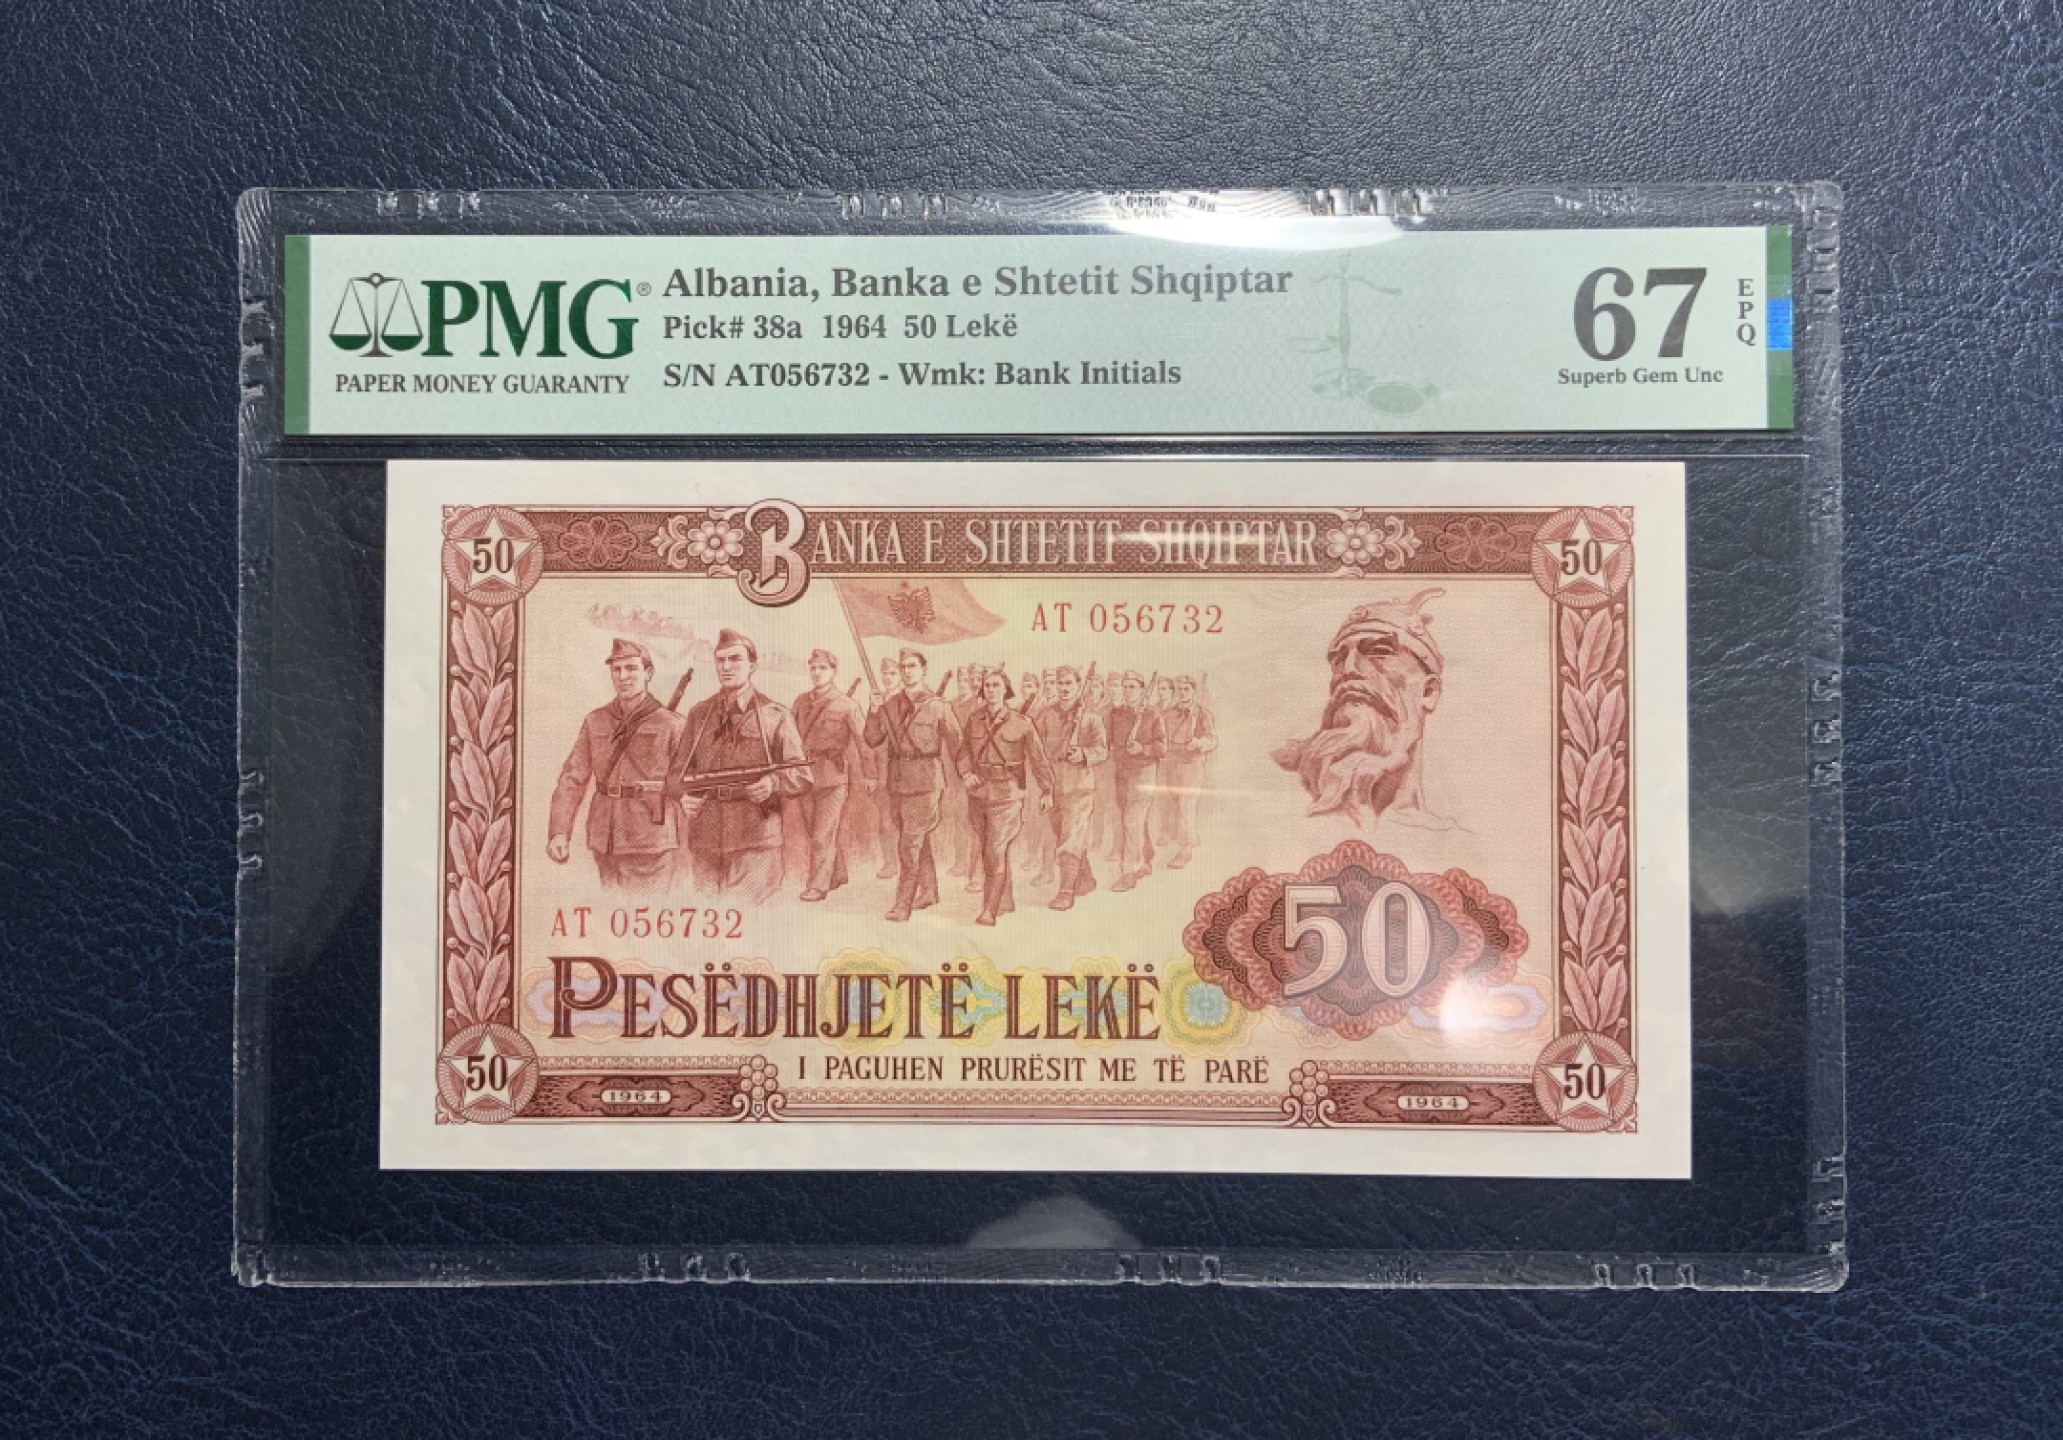 PMG®
PAPER MONEY GUARANTY
Albania, Banka e Shtetit Shqiptar
Pick# 38a 1964 50 Lekë
S/N AT056732 - Wmk: Bank Initials
67
EPQ
Superb Gem Unc
50
BANKA E SHTETIT SHQIPTAR
50
AT 056732
AT 056732
50
PESËDHJETË LEKË
I PAGUHEN PRURËSIT ME TË PARË
50
1964
1964
50